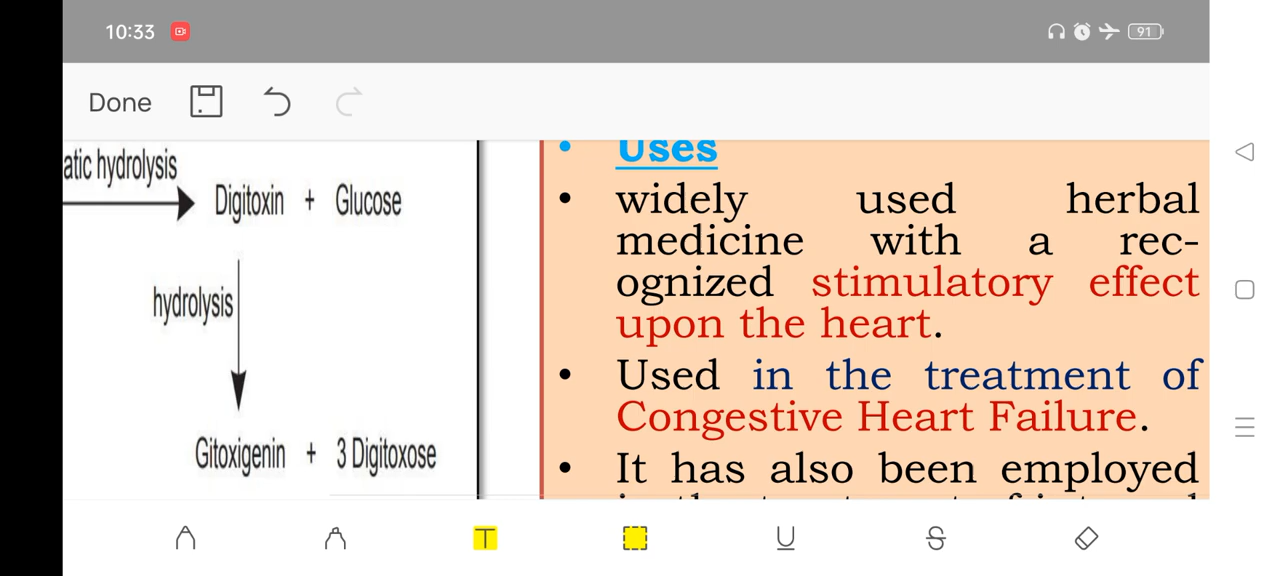 10:33
91
Done
atic hydrolysis
Digitoxin + Glucose
hydrolysis
Gitoxigenin + 3 Digitoxose
• Uses
• widely used herbal
medicine with a rec-
ognized stimulatory effect
upon the heart.
• Used in the treatment of
Congestive Heart Failure.
• It has also been employed
T
U
S